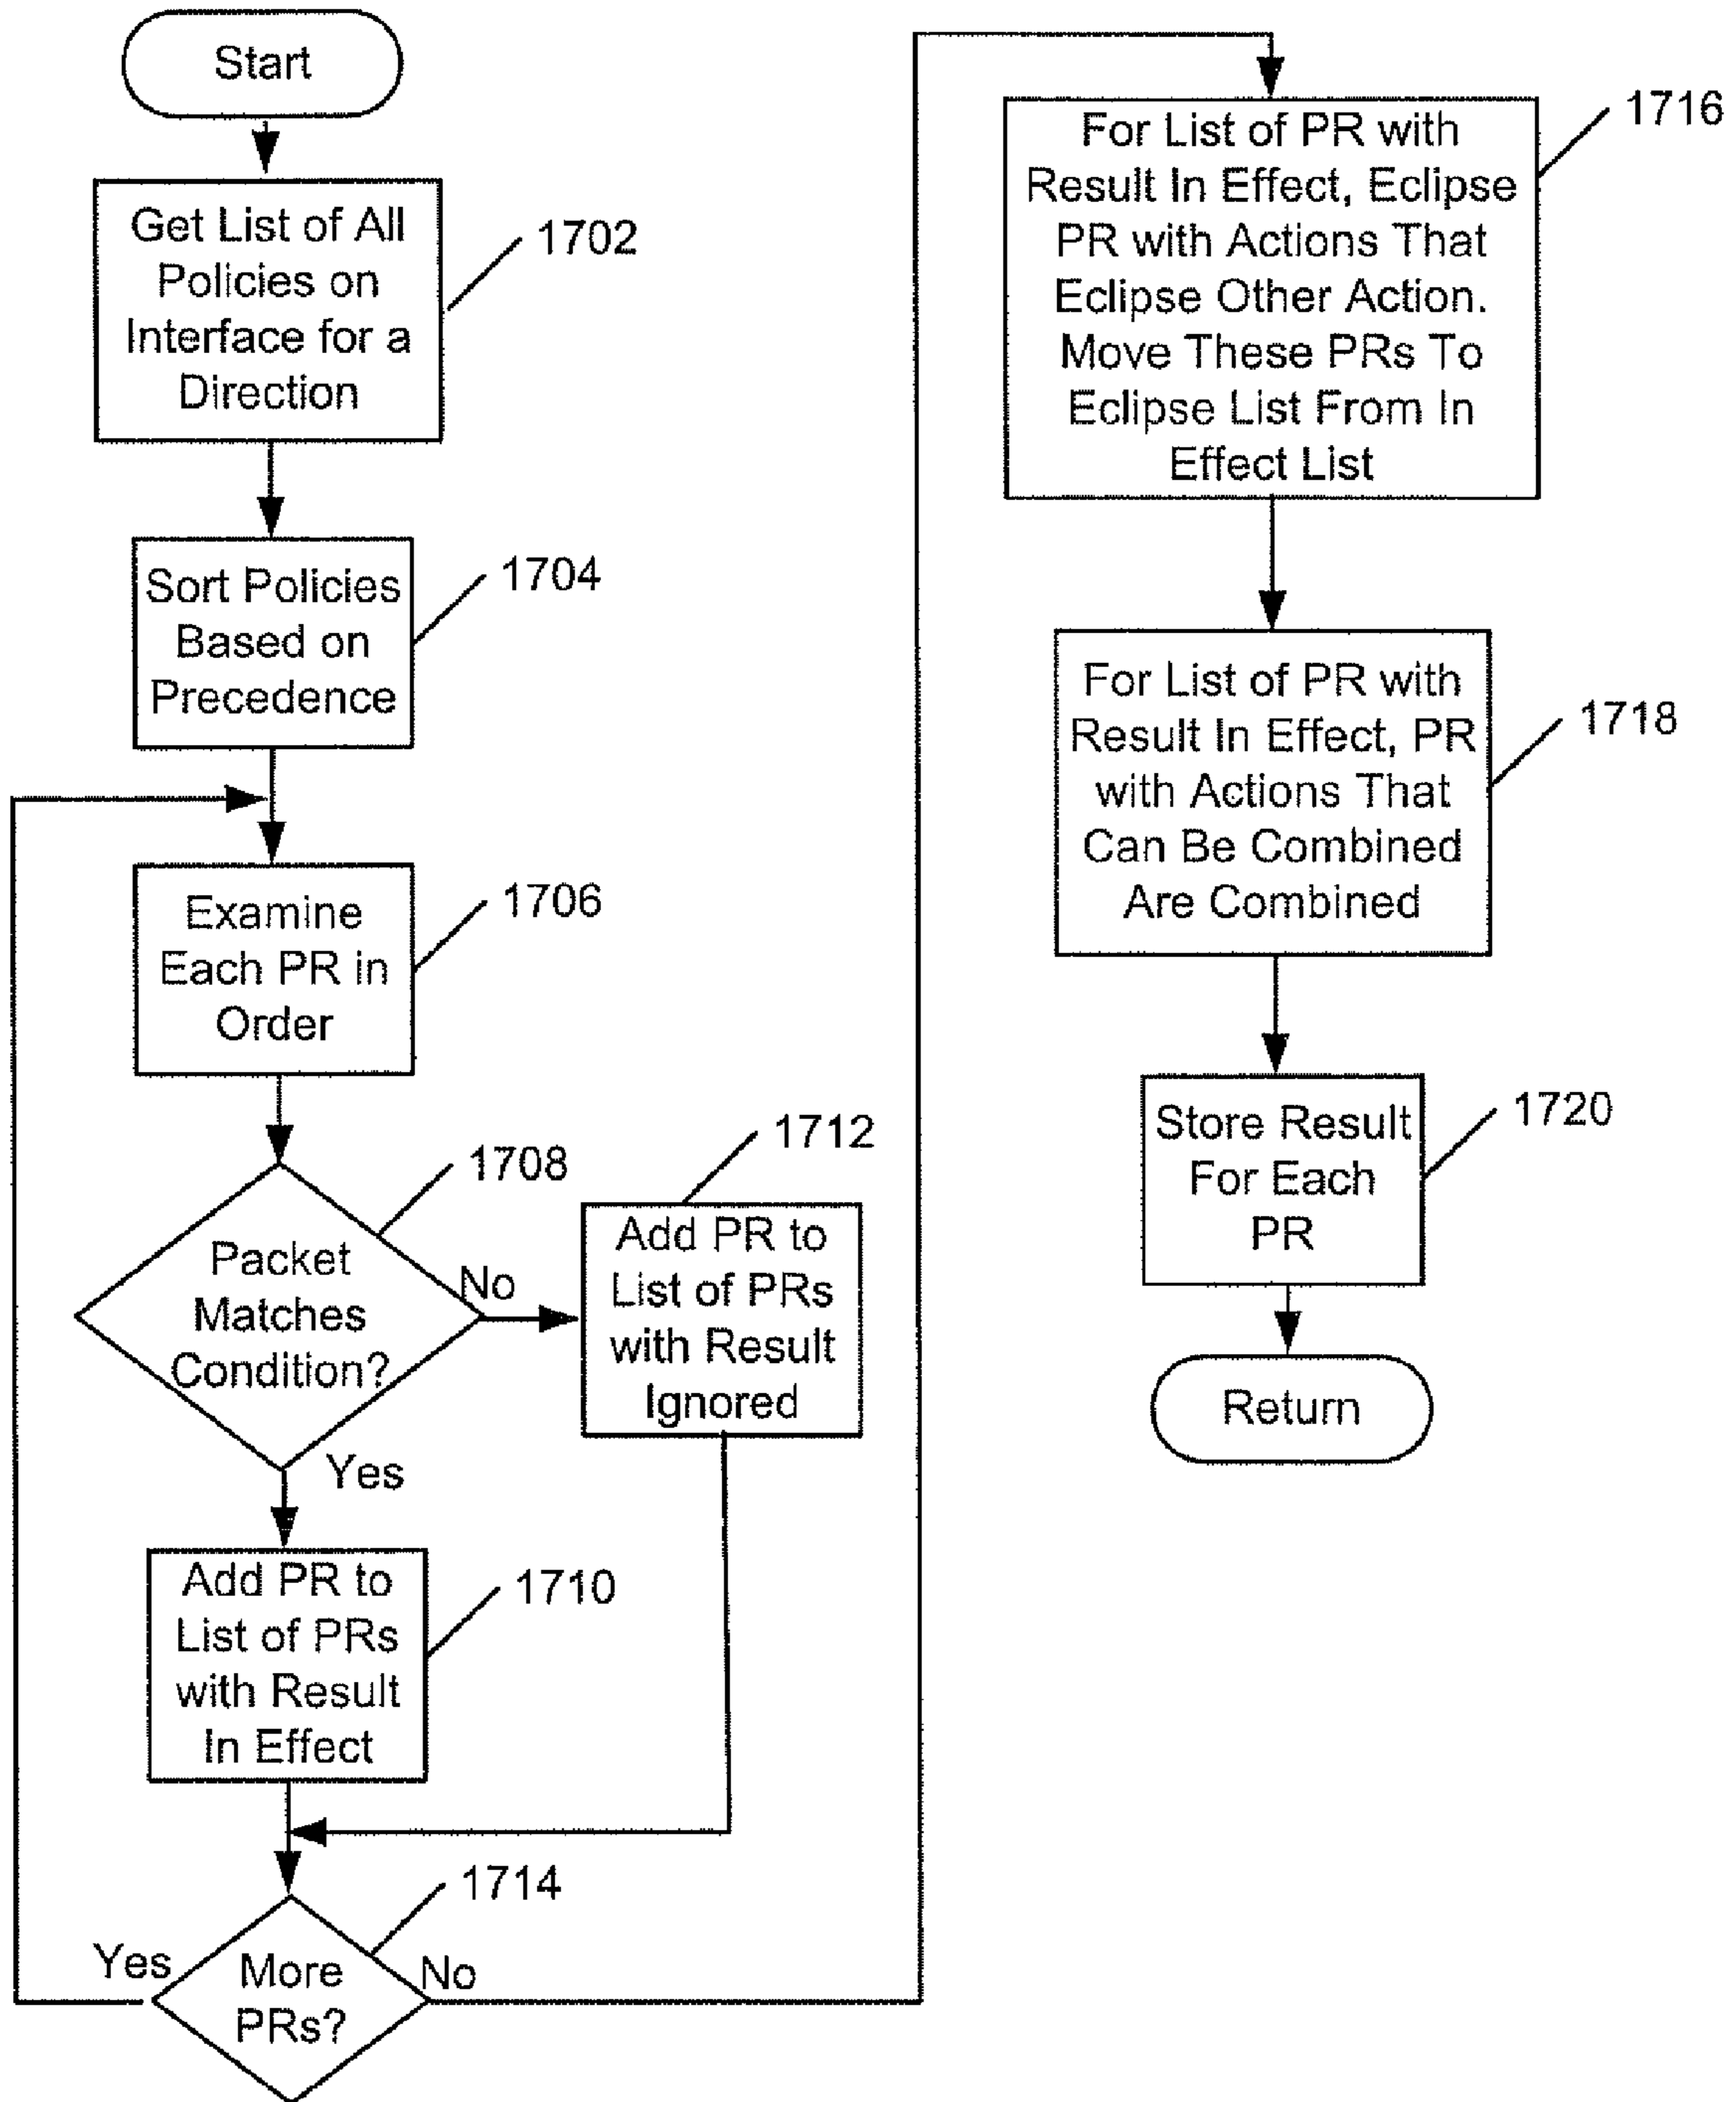 Start
Get List of All
Policies on
Interface for a
Direction
1702
Sort Policies
Based on
Precedence
1704
Examine
Each PR in
Order
1706
Packet
Matches
Condition?
1708
No
Yes
Add PR to
List of PRs
with Result
Ignored
1712
Add PR to
List of PRs
with Result
In Effect
1710
More
PRs?
1714
Yes
No
For List of PR with
Result In Effect, Eclipse
PR with Actions That
Eclipse Other Action.
Move These PRs To
Eclipse List From In
Effect List
1716
For List of PR with
Result In Effect, PR
with Actions That
Can Be Combined
Are Combined
1718
Store Result
For Each
PR
1720
Return